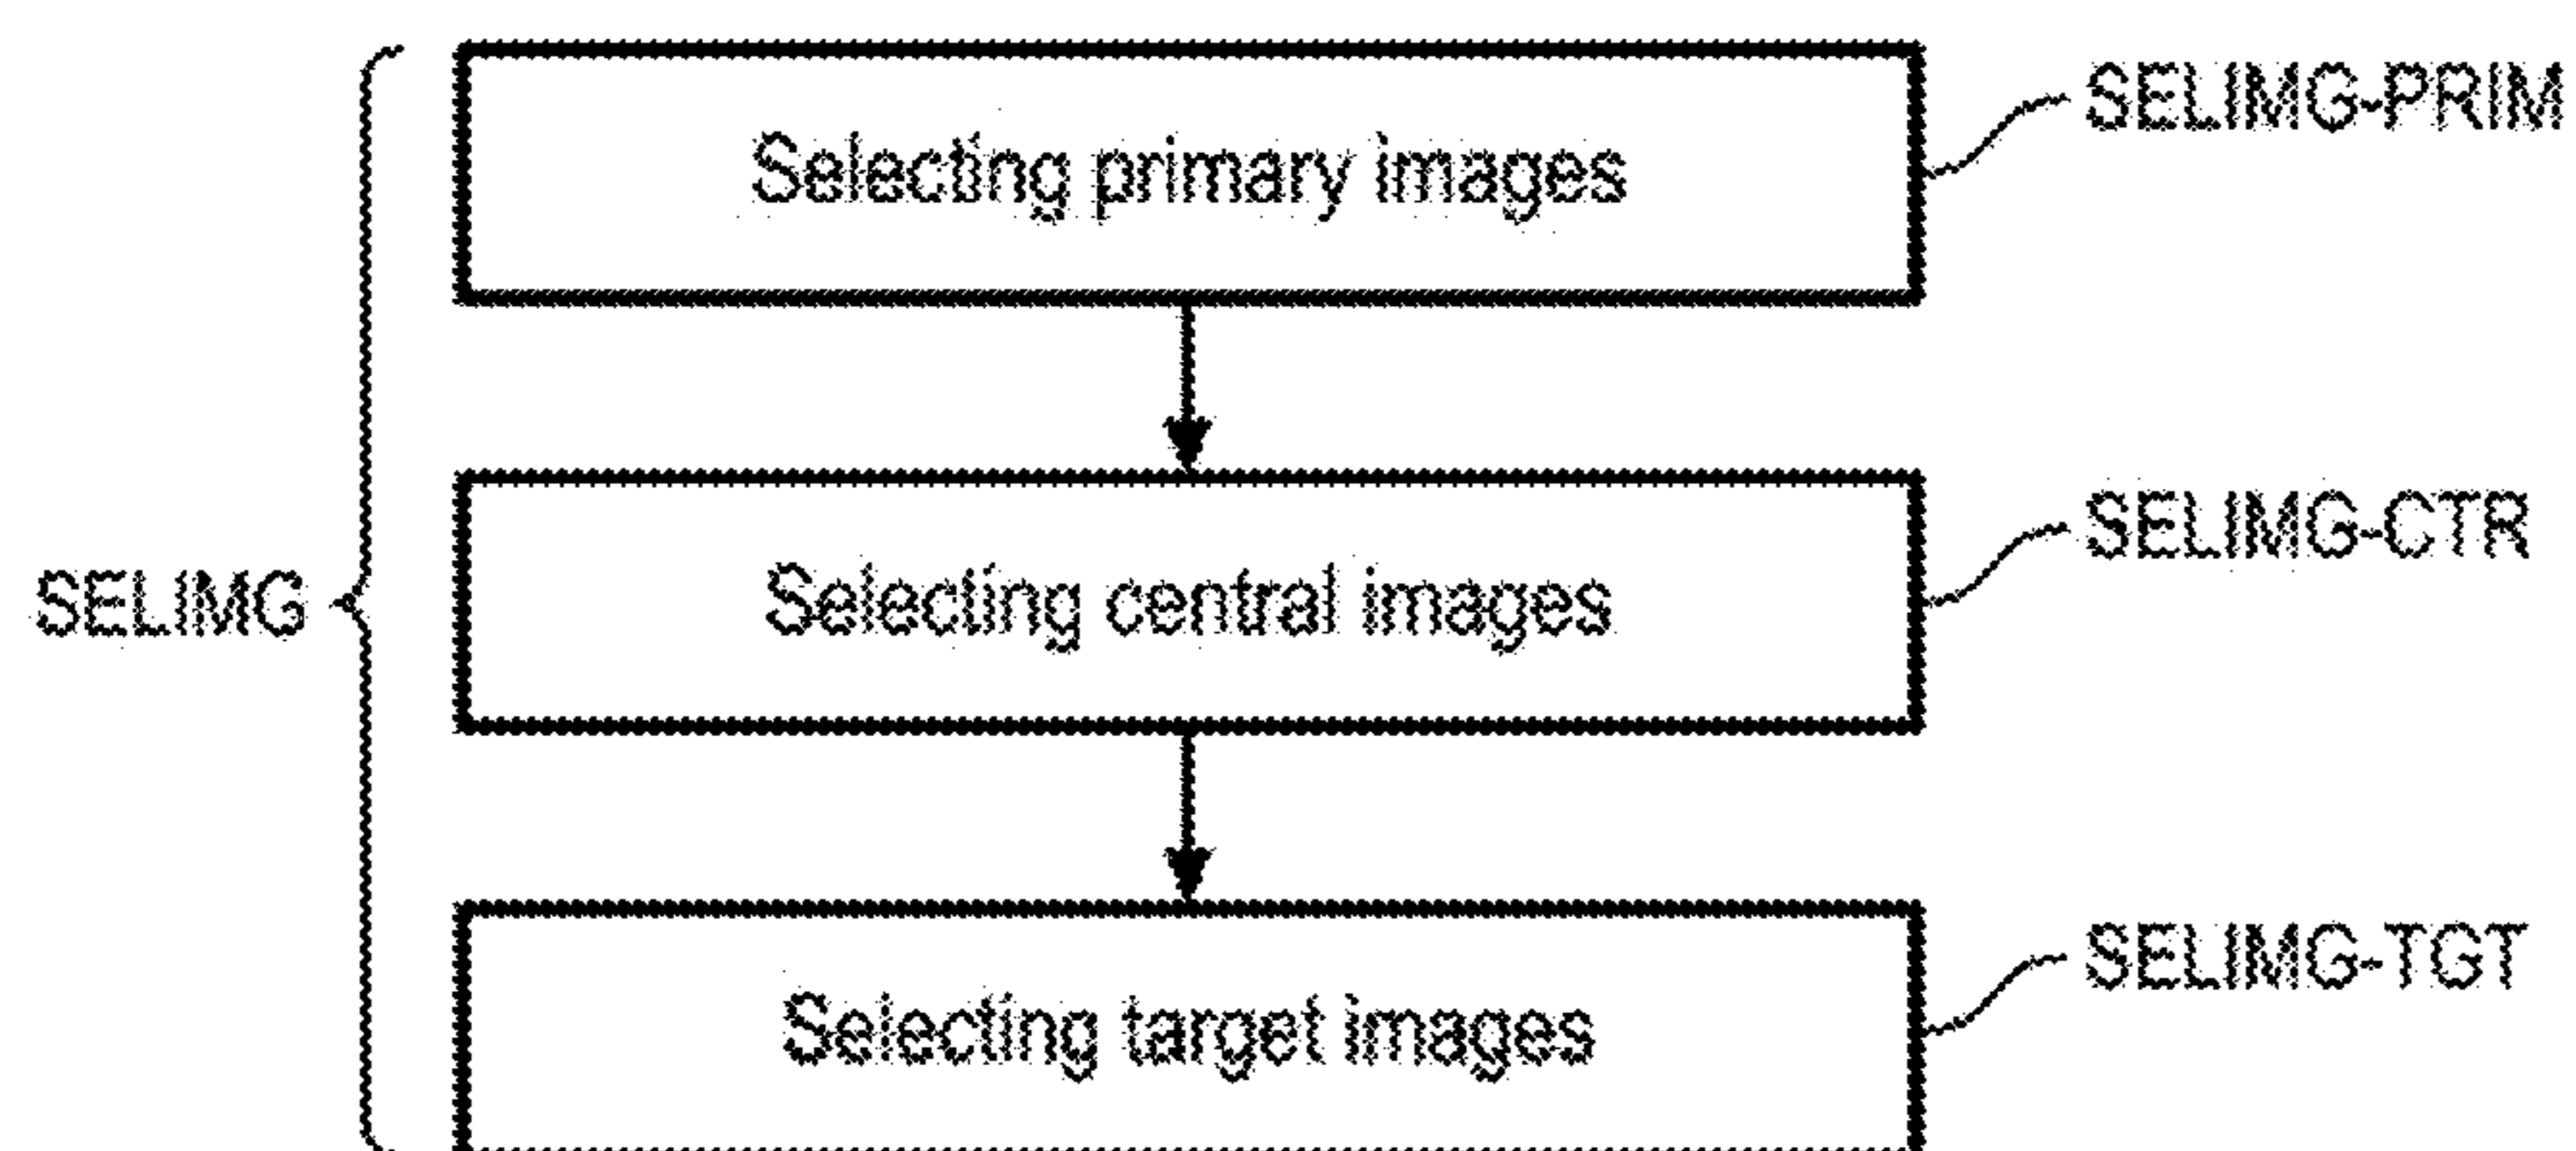 Selecting primary images
SELIMG-PRIM
SELIMG
Selecting central images
SELIMG-CTR
Selecting target images
SELIMG-TGT